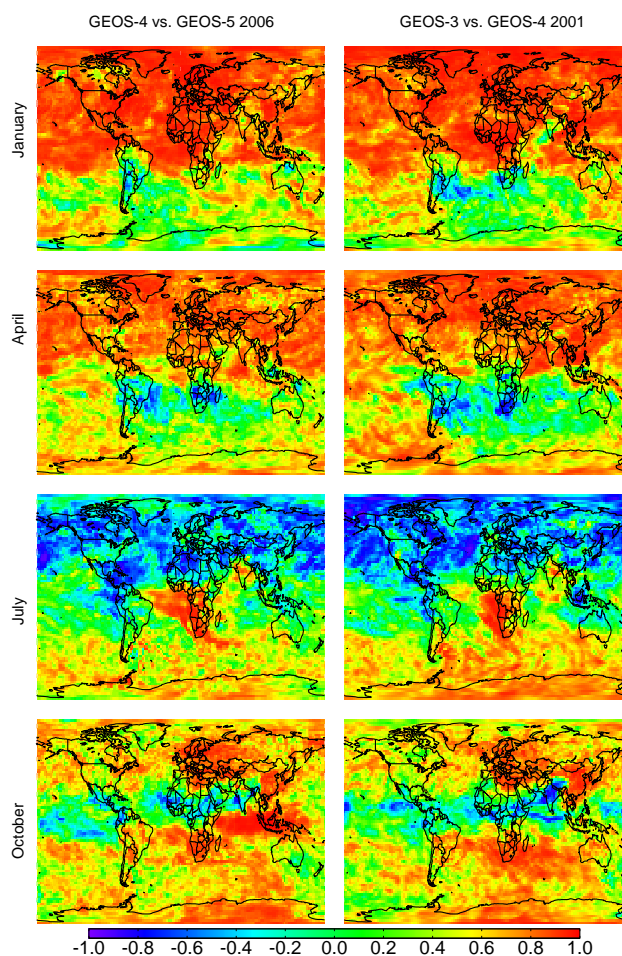 GEOS-4 vs. GEOS-5 2006
GEOS-3 vs. GEOS-4 2001
January
April
July
October
-1.0 -0.8 -0.6 -0.4 -0.2 0.0 0.2 0.4 0.6 0.8 1.0